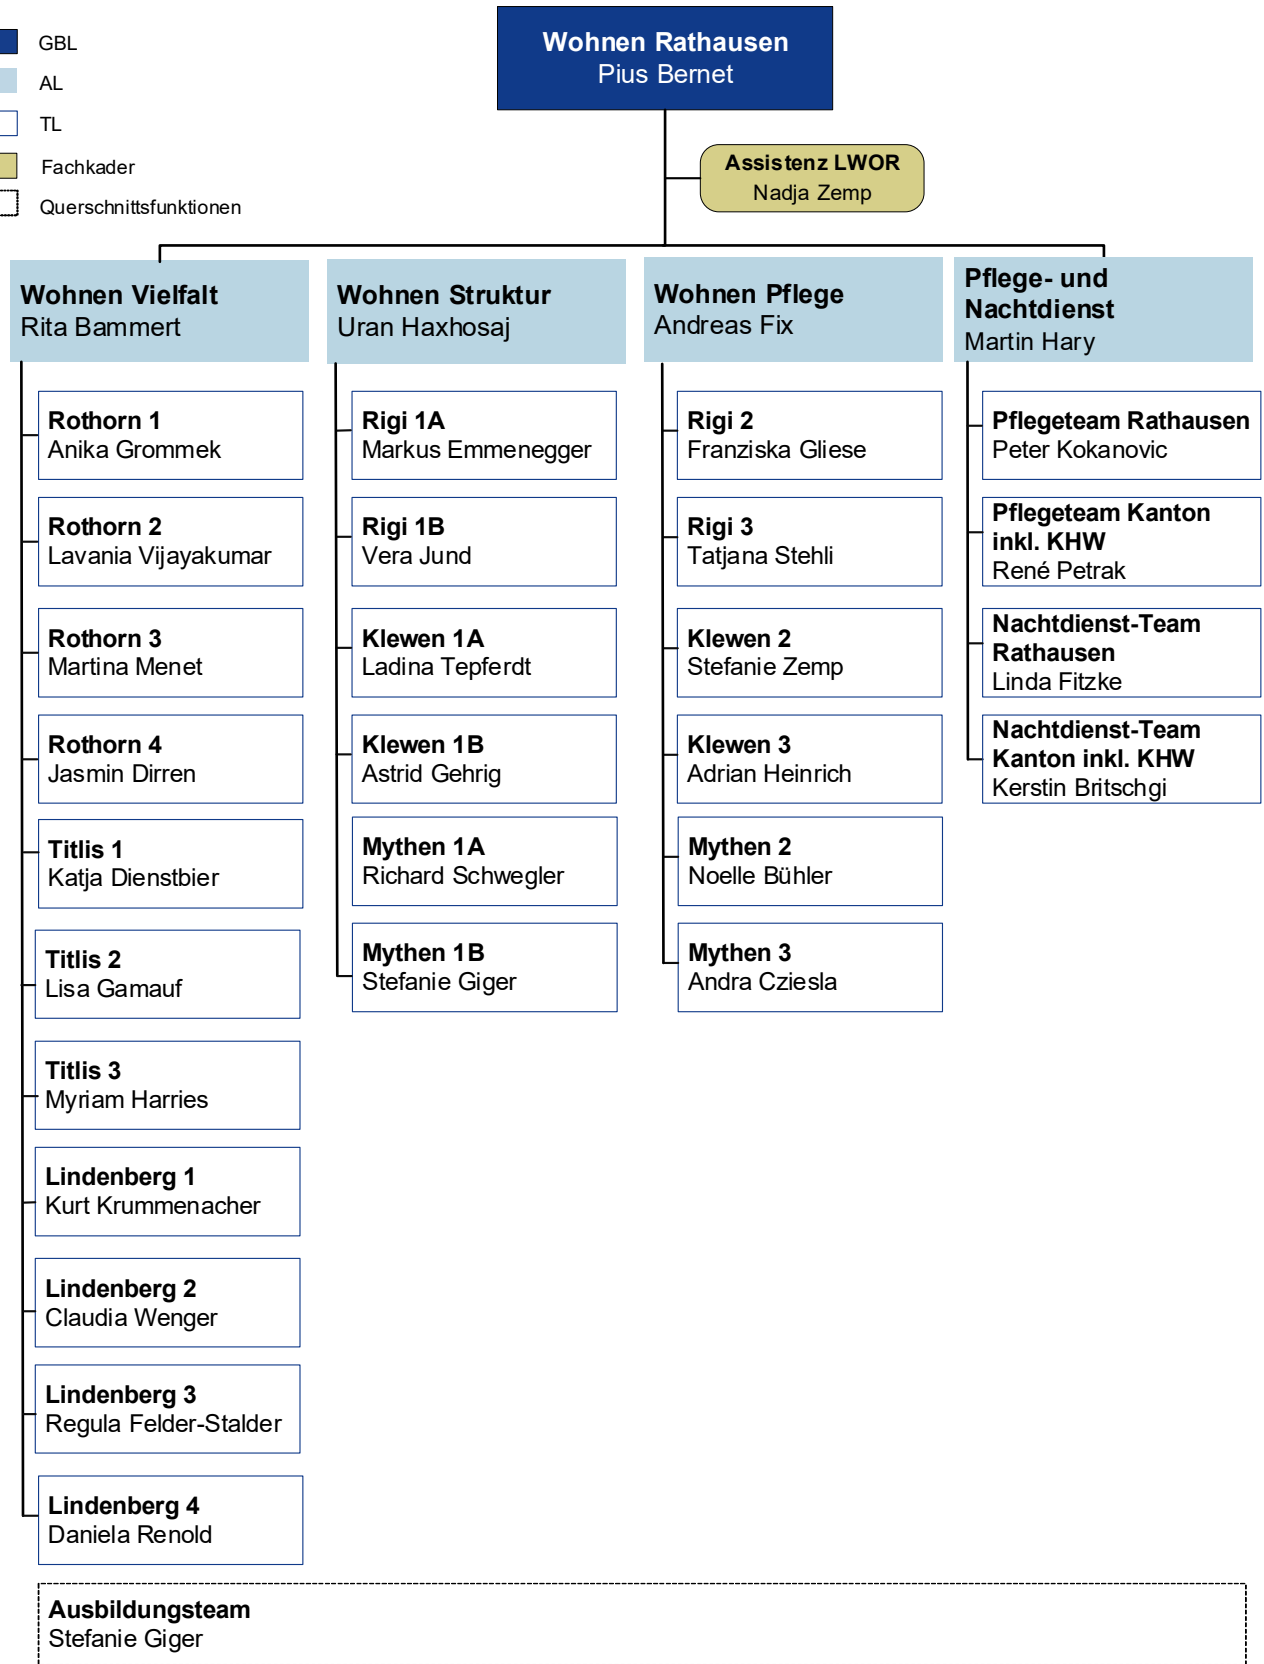 GBL
AL
TL
Fachkader
Querschnittsfunktionen
Wohnen Rathausen
Pius Bernet
Assistenz LWOR
Nadja Zemp
Wohnen Vielfalt
Rita Bammert
Rothorn 1
Anika Grommek
Rothorn 2
Lavania Vijayakumar
Rothorn 3
Martina Menet
Rothorn 4
Jasmin Dirren
Titlis 1
Katja Dienstbier
Titlis 2
Lisa Gamauf
Titlis 3
Myriam Harries
Lindenberg 1
Kurt Krummenacher
Lindenberg 2
Claudia Wenger
Lindenberg 3
Regula Felder-Stalder
Lindenberg 4
Daniela Renold
Wohnen Struktur
Uran Haxhosaj
Rigi 1A
Markus Emmenegger
Rigi 1B
Vera Jund
Klewen 1A
Ladina Tepferdt
Klewen 1B
Astrid Gehrig
Mythen 1A
Richard Schwegler
Mythen 1B
Stefanie Giger
Wohnen Pflege
Andreas Fix
Rigi 2
Franziska Gliese
Rigi 3
Tatjana Stehli
Klewen 2
Stefanie Zemp
Klewen 3
Adrian Heinrich
Mythen 2
Noelle Bühler
Mythen 3
Andra Cziesla
Pflege- und
Nachtdienst
Martin Hary
Pflegeteam Rathausen
Peter Kokanovic
Pflegeteam Kanton
inkl. KHW
René Petrak
Nachtdienst-Team
Rathausen
Linda Fitzke
Nachtdienst-Team
Kanton inkl. KHW
Kerstin Britschgi
Ausbildungsteam
Stefanie Giger